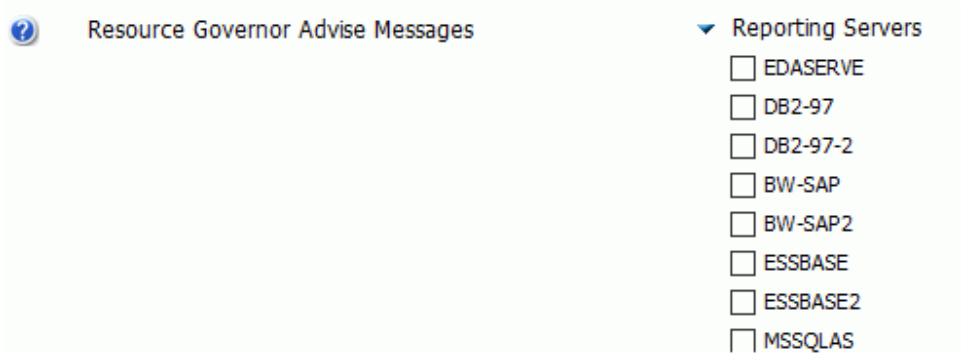 Resource Governor Advise Messages
Reporting Servers
EDASERVE
DB2-97
DB2-97-2
BW-SAP
BW-SAP2
ESSBASE
ESSBASE2
MSSQLAS